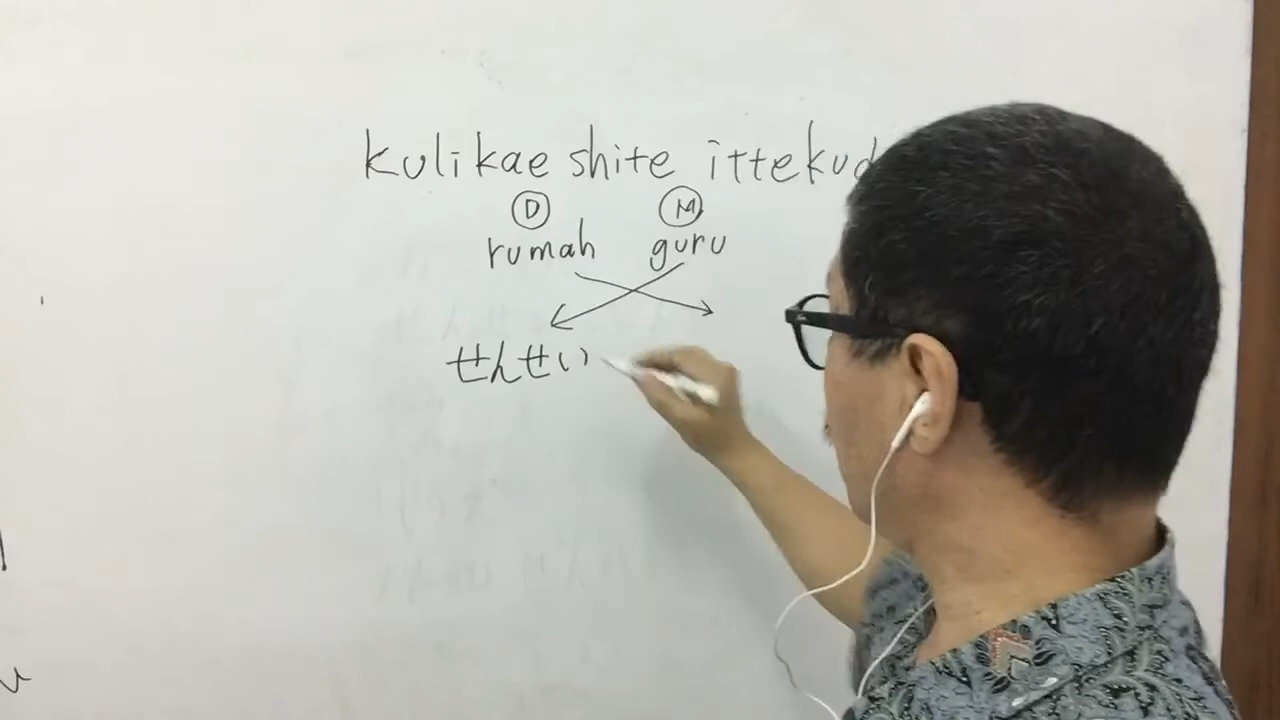 kulikae shite ittekud
D M
rumah guru
せんせい